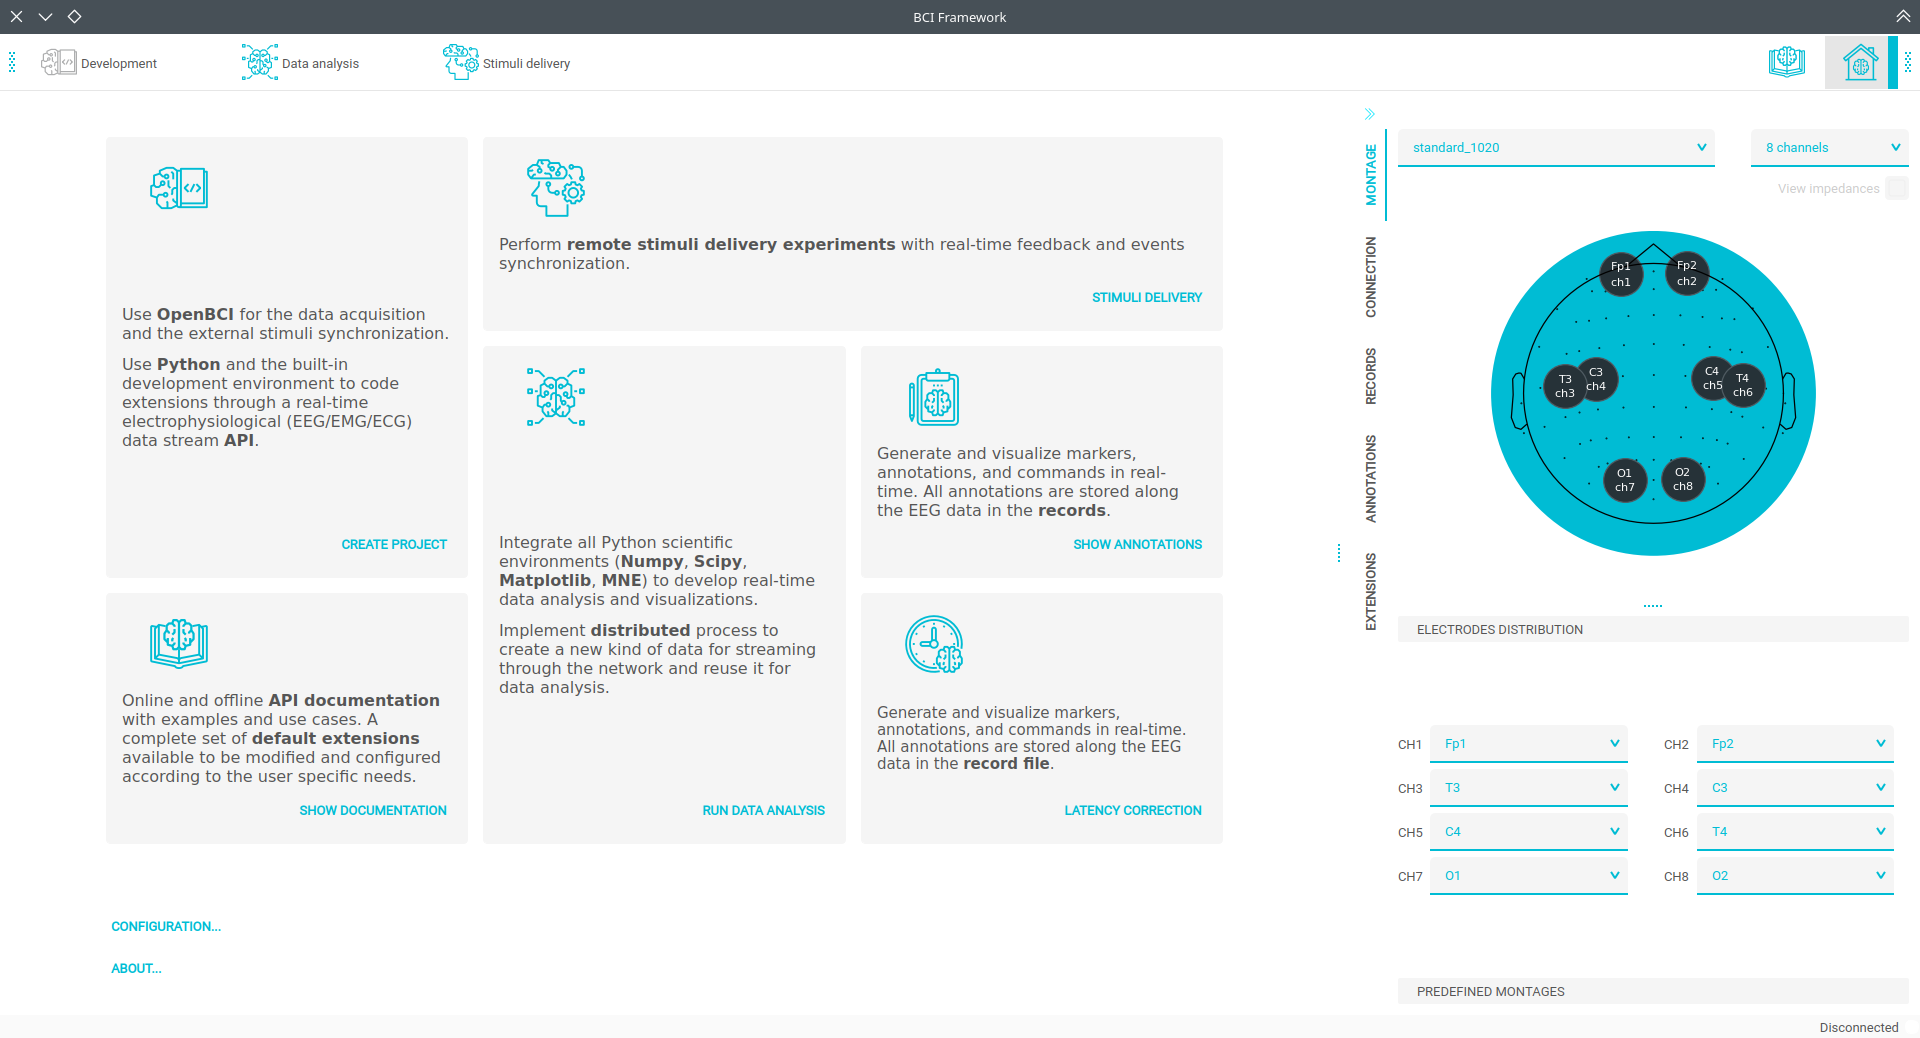 BCI Framework
Development
Data analysis
Stimuli delivery
Use OpenBCI for the data acquisition
and the external stimuli synchronization.
Use Python and the built-in
development environment to code
extensions through a real-time
electrophysiological (EEG/EMG/ECG)
data stream API.
CREATE PROJECT
Perform remote stimuli delivery experiments with real-time feedback and events
synchronization.
STIMULI DELIVERY
Integrate all Python scientific
environments (Numpy, Scipy,
Matplotlib, MNE) to develop real-time
data analysis and visualizations.
Implement distributed process to
create a new kind of data for streaming
through the network and reuse it for
data analysis.
RUN DATA ANALYSIS
Generate and visualize markers,
annotations, and commands in real-
time. All annotations are stored along
the EEG data in the records.
SHOW ANNOTATIONS
Online and offline API documentation
with examples and use cases. A
complete set of default extensions
available to be modified and configured
according to the user specific needs.
SHOW DOCUMENTATION
Generate and visualize markers,
annotations, and commands in real-time.
All annotations are stored along the EEG
data in the record file.
LATENCY CORRECTION
CONFIGURATION...
ABOUT...
MONTAGE
CONNECTION
RECORDS
ANNOTATIONS
EXTENSIONS
standard_1020
8 channels
View impedances
Fp1
ch1
Fp2
ch2
T3
ch3
C3
ch4
C4
ch5
T4
ch6
O1
ch7
O2
ch8
ELECTRODES DISTRIBUTION
CH1 Fp1
CH2 Fp2
CH3 T3
CH4 C3
CH5 C4
CH6 T4
CH7 O1
CH8 O2
PREDEFINED MONTAGES
Disconnected